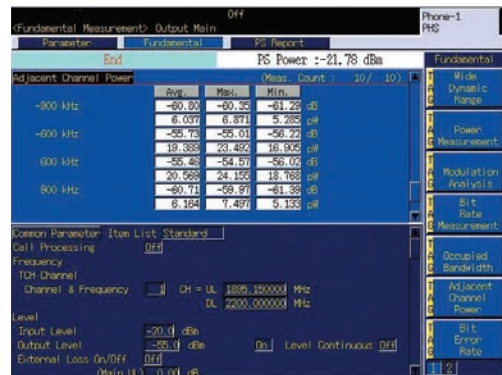 Off
Phone-1
<Fundamental Measurement> Output Main
PHS
Parameter Fundamental PS Report
End PS Power :-21.78 dBm Fundamental
Adjacent Channel Power (Meas. Count : 10/ 10)
Avg. Max. Min.
-900 kHz -60.80 -60.35 -61.29 dB
6.037 6.871 5.285 pW
-600 kHz -55.73 -55.01 -56.22 dB
19.388 23.492 16.905 pW
600 kHz -55.46 -54.57 -56.02 dB
20.569 24.155 18.768 pW
900 kHz -60.71 -59.97 -61.39 dB
6.164 7.497 5.133 pW
Common Parameter Item List Standard
Call Processing Off
Frequency
TCH Channel
Channel & Frequency 1 CH = UL 1895.150000 MHz
DL 2200.000000 MHz
Level
Input Level -20.0 dBm
Output Level -55.0 dBm On Level Continuous Off
External Loss On/Off Off
(Main UL) 0.00 dB
TAG Wide Dynamic Range
TAG Power Measurement
TAG Modulation Analysis
TAG Bit Rate Measurement
TAG Occupied Bandwidth
TAG Adjacent Channel Power
TAG Bit Error Rate
1 2